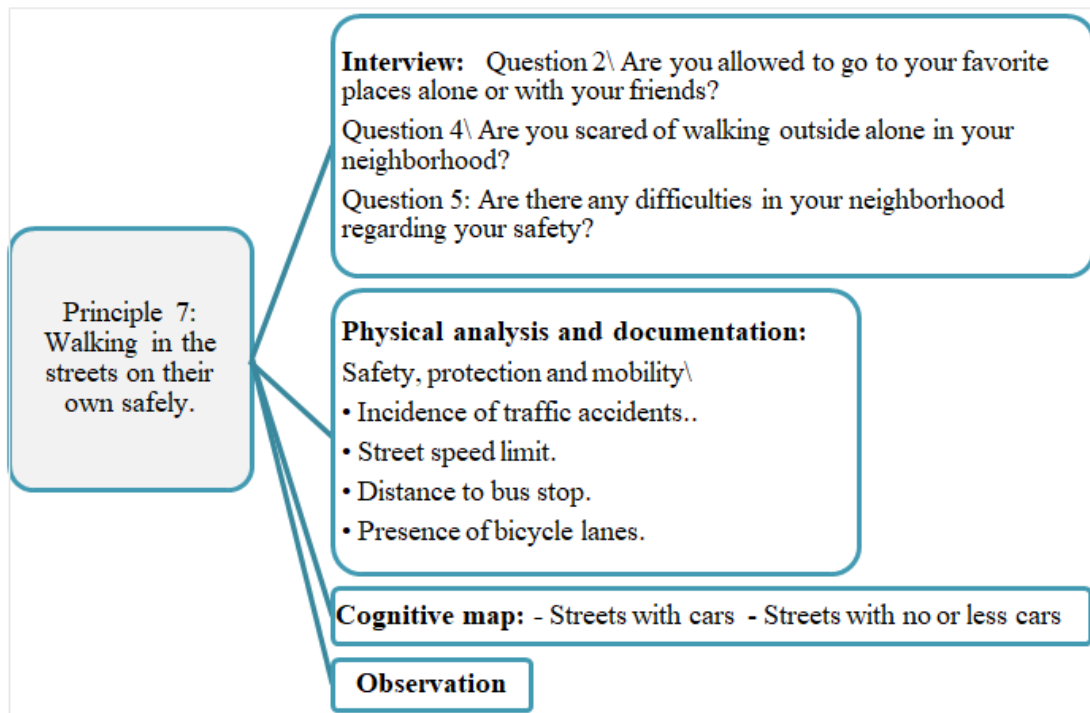 Principle 7:
Walking in the
streets on their
own safely.
Interview: Question 2\ Are you allowed to go to your favorite
places alone or with your friends?
Question 4\ Are you scared of walking outside alone in your
neighborhood?
Question 5: Are there any difficulties in your neighborhood
regarding your safety?
Physical analysis and documentation:
Safety, protection and mobility\
• Incidence of traffic accidents..
• Street speed limit.
• Distance to bus stop.
• Presence of bicycle lanes.
Cognitive map: - Streets with cars - Streets with no or less cars
Observation